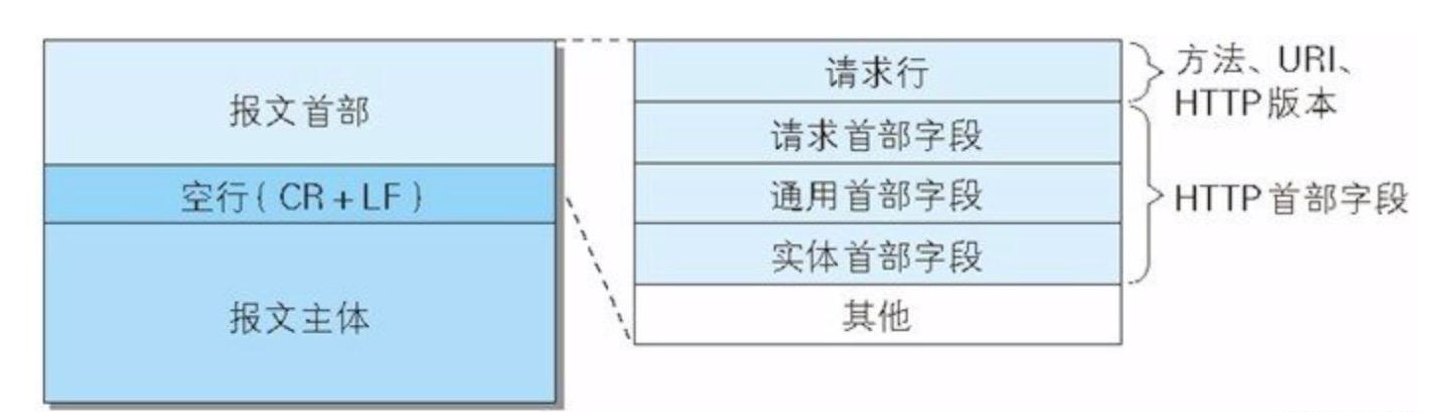 报文首部
空行(CR+LF)
报文主体
请求行
请求首部字段
通用首部字段
实体首部字段
其他
方法、URI、
HTTP版本
HTTP首部字段